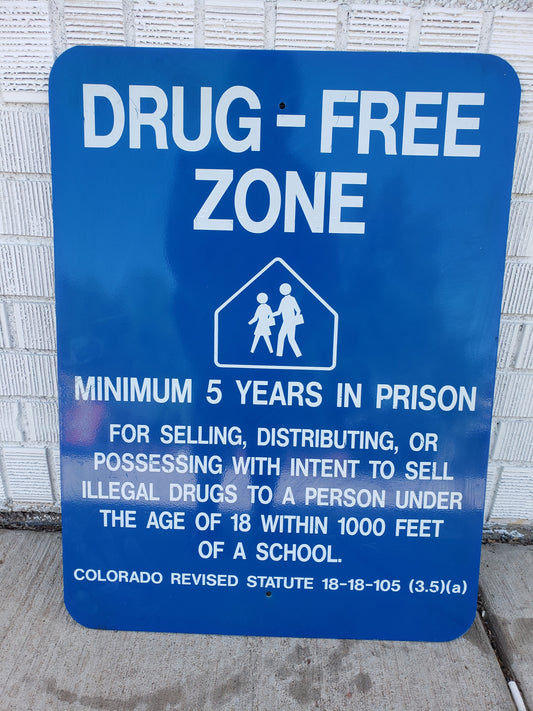 DRUG-FREE
ZONE
MINIMUM 5 YEARS IN PRISON
FOR SELLING, DISTRIBUTING, OR
POSSESSING WITH INTENT TO SELL
ILLEGAL DRUGS TO A PERSON UNDER
THE AGE OF 18 WITHIN 1000 FEET
OF A SCHOOL.
COLORADO REVISED STATUTE 18-18-105 (3.5)(a)